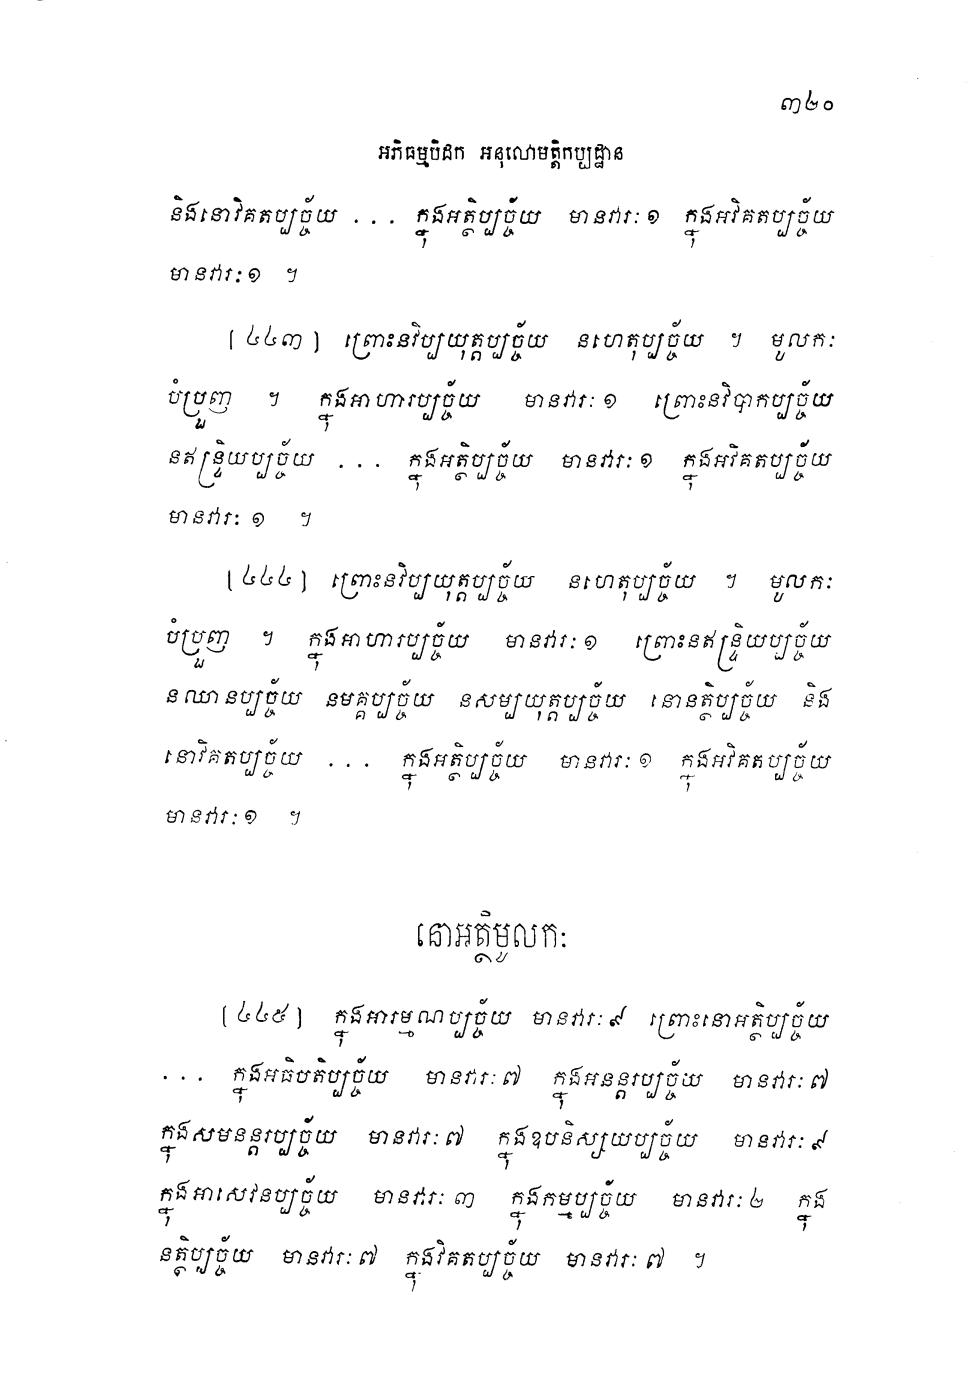 ៣២០
អភិធម្មបិដក អនុលោមត្តិកប្បដ្ឋាន
និងនោវិគតប្បច្ច័យ ... ក្នុងអត្ថិប្បច្ច័យ មានវារៈ ១ ក្នុងអវិគតប្បច្ច័យ
មានវារៈ ១ ។
[៤៤៣] ព្រោះនវិប្បយុត្តប្បច្ច័យ នហេតុប្បច្ច័យ ។ មូលកៈ
បំប្រួញ ។ ក្នុងអាហារប្បច្ច័យ មានវារៈ ១ ព្រោះនវិបាកប្បច្ច័យ
នឥន្ទ្រិយប្បច្ច័យ ... ក្នុងអត្ថិប្បច្ច័យ មានវារៈ ១ ក្នុងអវិគតប្បច្ច័យ
មានវារៈ ១ ។
[៤៤៤] ព្រោះនវិប្បយុត្តប្បច្ច័យ នហេតុប្បច្ច័យ ។ មូលកៈ
បំប្រួញ ។ ក្នុងអាហារប្បច្ច័យ មានវារៈ ១ ព្រោះនឥន្ទ្រិយប្បច្ច័យ
នឈានប្បច្ច័យ នមគ្គប្បច្ច័យ នសម្បយុត្តប្បច្ច័យ នោនត្ថិប្បច្ច័យ និង
នោវិគតប្បច្ច័យ ... ក្នុងអត្ថិប្បច្ច័យ មានវារៈ ១ ក្នុងអវិគតប្បច្ច័យ
មានវារៈ ១ ។
នោអត្ថិមូលកៈ
[៤៤៥] ក្នុងអារម្មណប្បច្ច័យ មានវារៈ ៩ ព្រោះនោអត្ថិប្បច្ច័យ
... ក្នុងអធិបតិប្បច្ច័យ មានវារៈ ៧ ក្នុងអនន្តរប្បច្ច័យ មានវារៈ ៧
ក្នុងសមនន្តរប្បច្ច័យ មានវារៈ ៧ ក្នុងឧបនិស្សយប្បច្ច័យ មានវារៈ ៩
ក្នុងអាសេវនប្បច្ច័យ មានវារៈ ៣ ក្នុងកម្មប្បច្ច័យ មានវារៈ ២ ក្នុង
នត្ថិប្បច្ច័យ មានវារៈ ៧ ក្នុងវិគតប្បច្ច័យ មានវារៈ ៧ ។